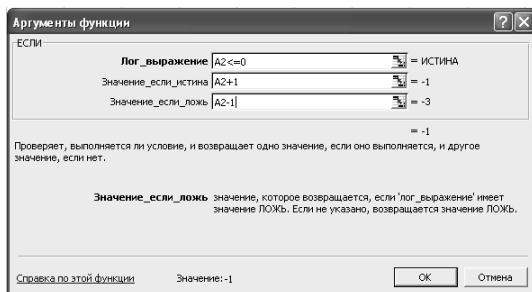 Аргументы функции
ЕСЛИ
Лог_выражение A2<=0 = ИСТИНА
Значение_если_истина A2+1 = -1
Значение_если_ложь A2-1 = -3
= -1
Проверяет, выполняется ли условие, и возвращает одно значение, если оно выполняется, и другое
значение, если нет.
Значение_если_ложь значение, которое возвращается, если 'лог_выражение' имеет
значение ЛОЖЬ. Если не указано, возвращается значение ЛОЖЬ.
Справка по этой функции Значение:-1 ОК Отмена